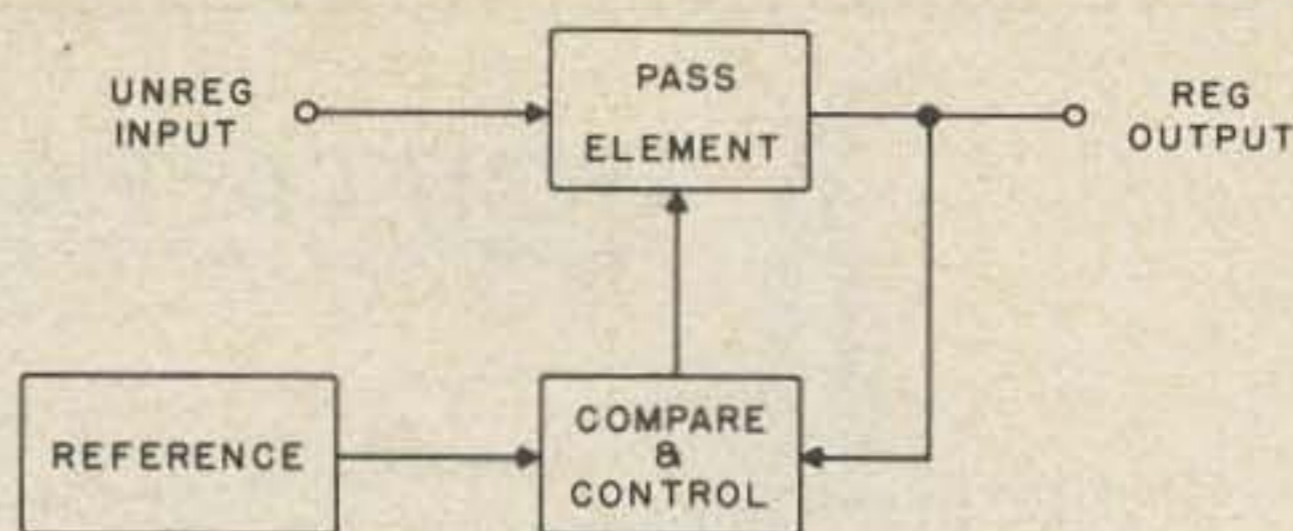 UNREG
INPUT
PASS
ELEMENT
REG
OUTPUT
REFERENCE
COMPARE
&
CONTROL